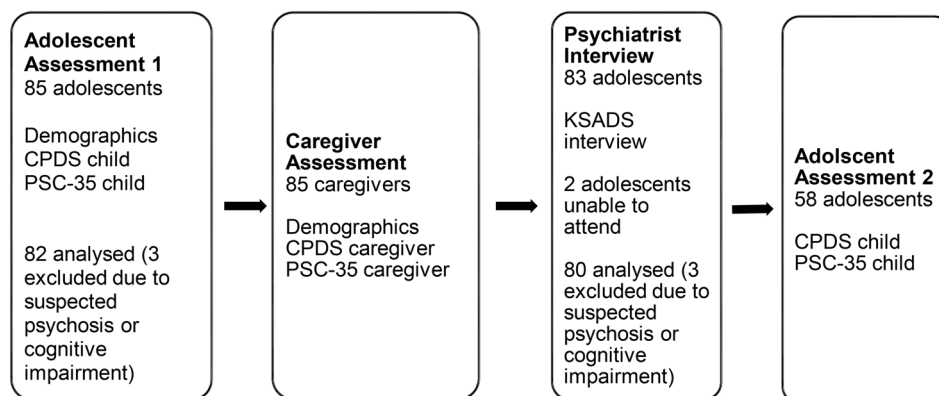 Adolescent
Assessment 1
85 adolescents
Demographics
CPDS child
PSC-35 child
82 analysed (3
excluded due to
suspected
psychosis or
cognitive
impairment)
Caregiver
Assessment
85 caregivers
Demographics
CPDS caregiver
PSC-35 caregiver
Psychiatrist
Interview
83 adolescents
KSADS
interview
2 adolescents
unable to
attend
80 analysed (3
excluded due to
suspected
psychosis or
cognitive
impairment)
Adolscent
Assessment 2
58 adolescents
CPDS child
PSC-35 child